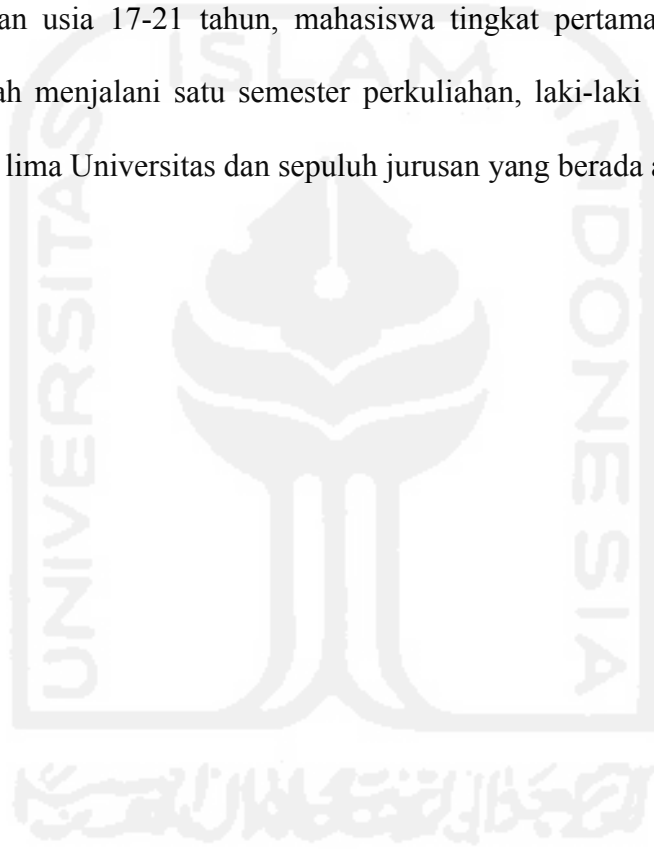 an usia 17-21 tahun, mahasiswa tingkat pertama
ah menjalani satu semester perkuliahan, laki-laki
lima Universitas dan sepuluh jurusan yang berada a
ISLAM
UNIVERSITAS
INDONESIA